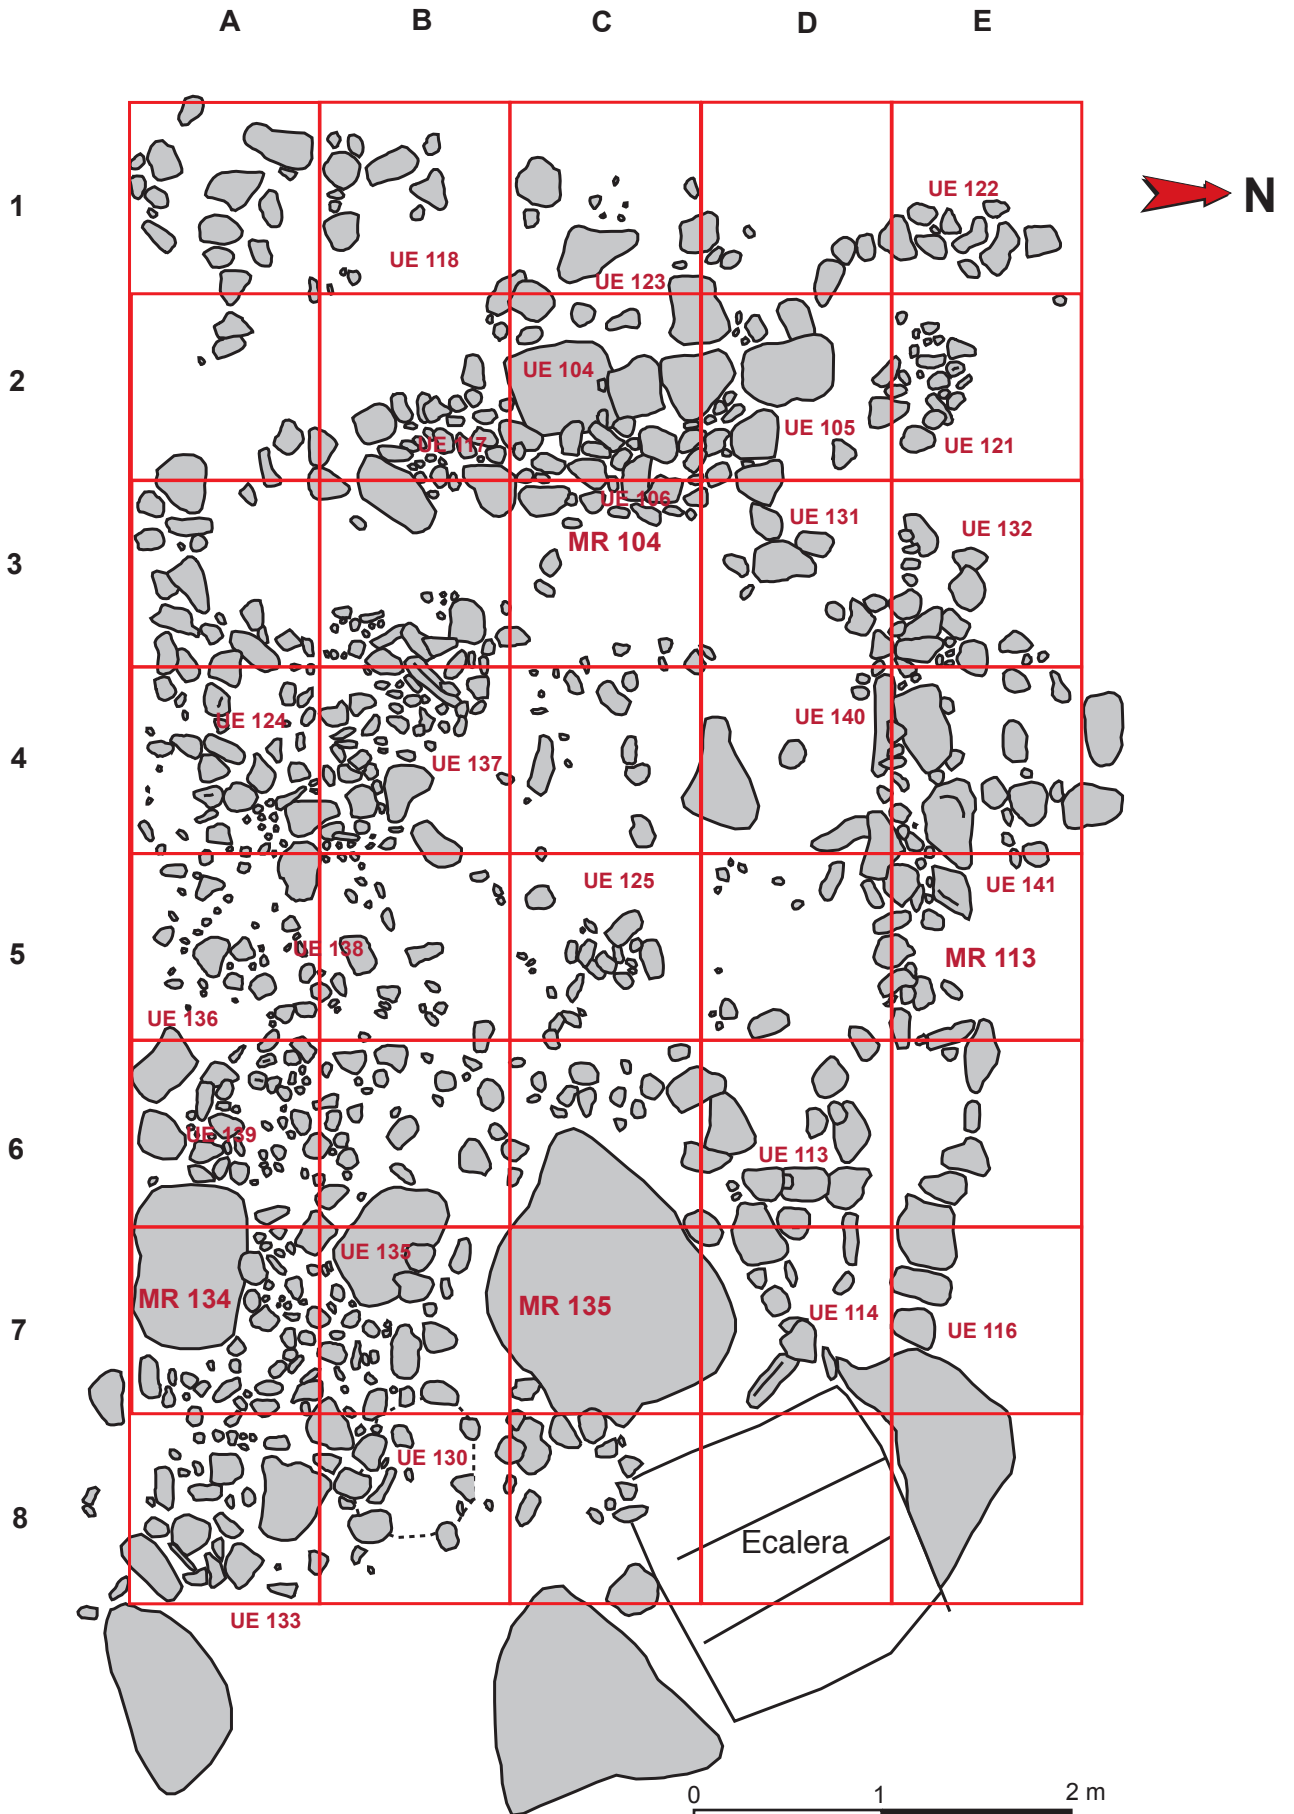 A B C D E
1
UE 122
N
UE 118
UE 123
2
UE 104
UE 117
UE 105
UE 121
UE 106
UE 131
UE 132
MR 104
3
UE 124
UE 140
4
UE 137
UE 125
UE 141
5
UE 138
MR 113
UE 136
6
UE 139
UE 113
UE 135
MR 134
MR 135
UE 114
7
UE 116
UE 130
8
Ecalera
UE 133
0 1 2 m